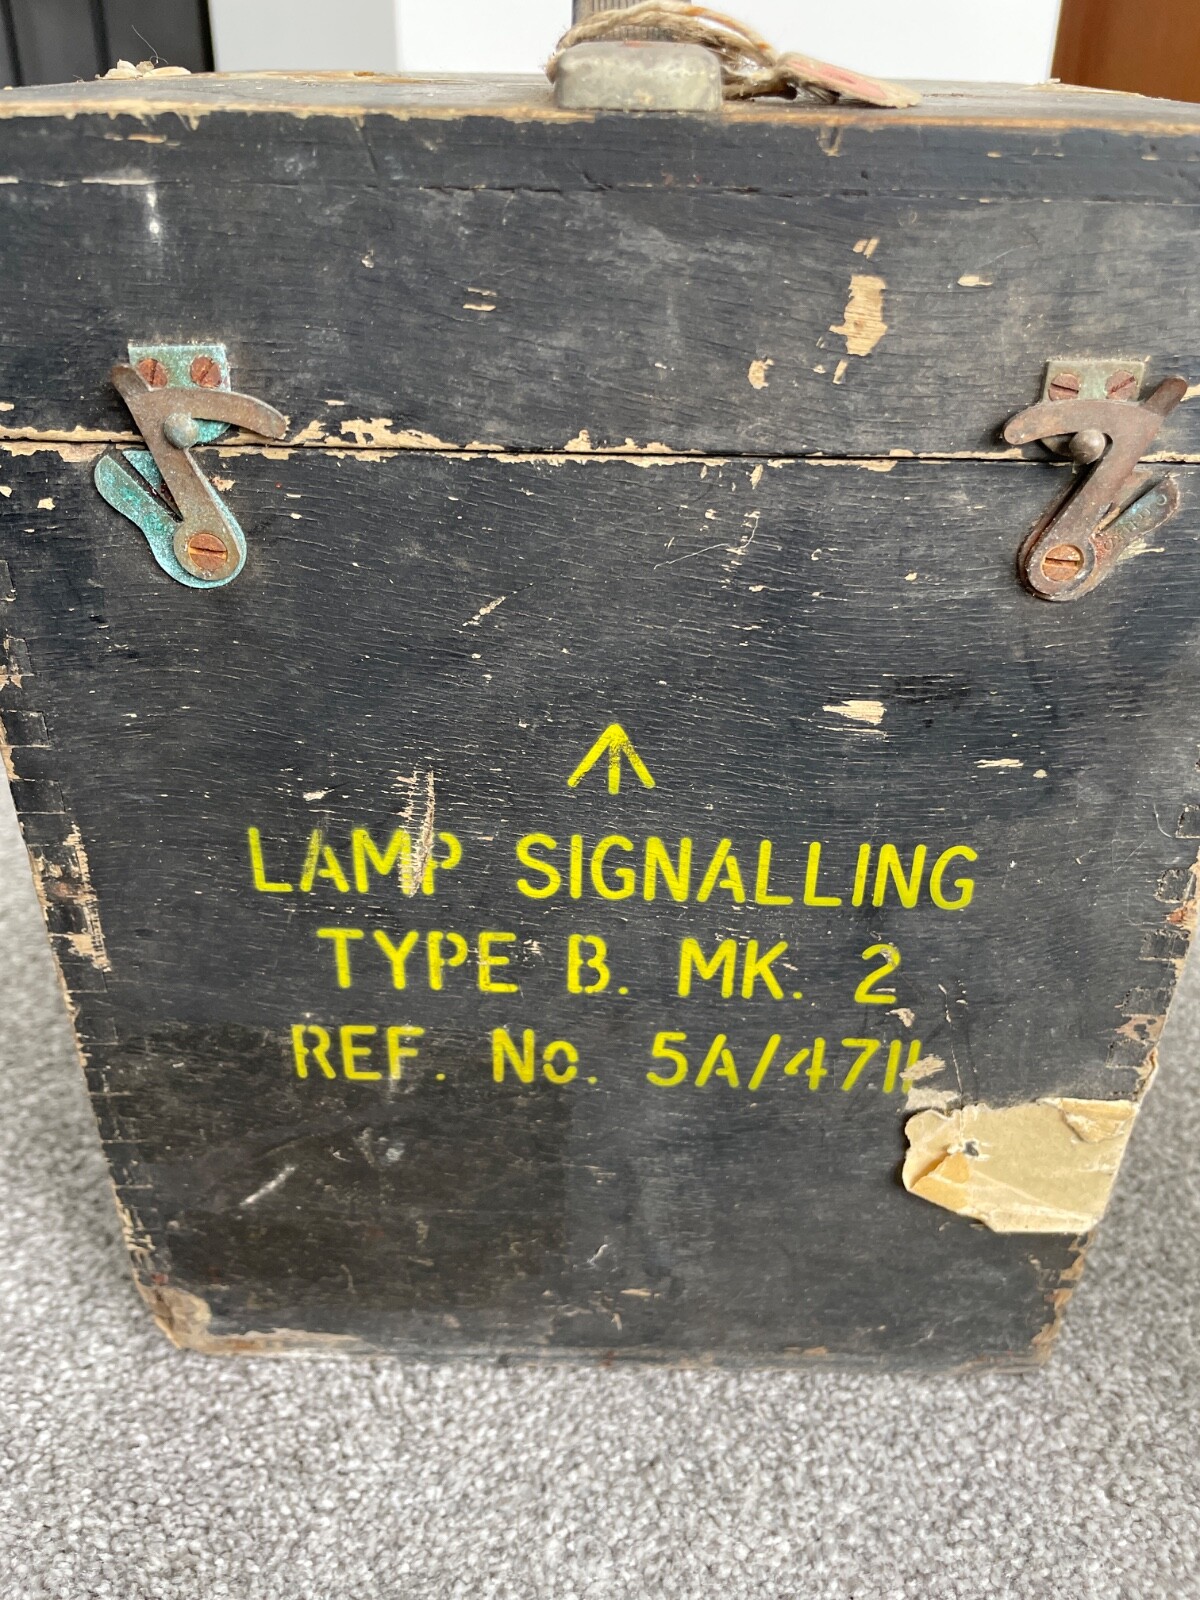 LAMP SIGNALLING
TYPE B. MK. 2
REF. No. 5A/4711